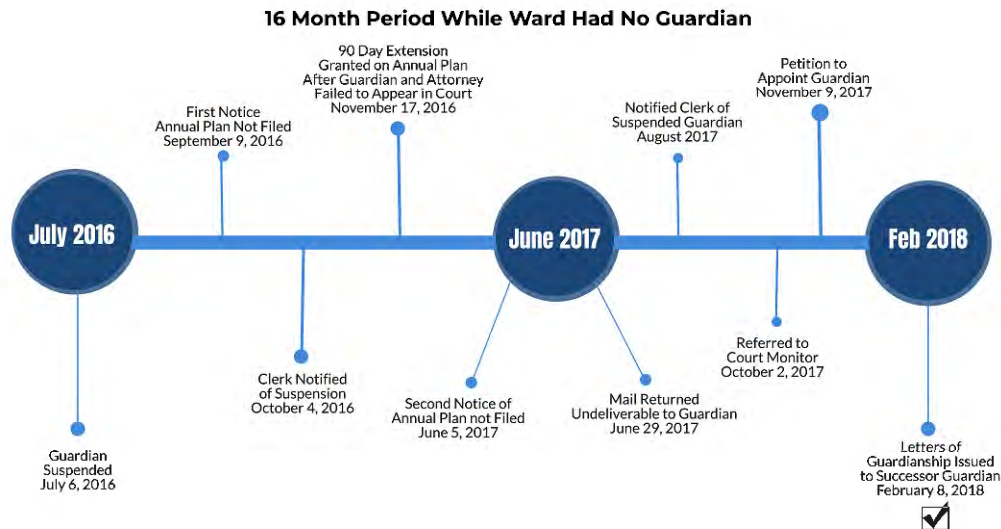 16 Month Period While Ward Had No Guardian
90 Day Extension
Granted on Annual Plan
After Guardian and Attorney
Failed to Appear in Court
November 17, 2016
Petition to
Appoint Guardian
November 9, 2017
First Notice
Annual Plan Not Filed
September 9, 2016
Notified Clerk of
Suspended Guardian
August 2017
July 2016
June 2017
Feb 2018
Guardian
Suspended
July 6, 2016
Clerk Notified
of Suspension
October 4, 2016
Second Notice of
Annual Plan not Filed
June 5, 2017
Mail Returned
Undeliverable to Guardian
June 29, 2017
Referred to
Court Monitor
October 2, 2017
Letters of
Guardianship Issued
to Successor Guardian
February 8, 2018